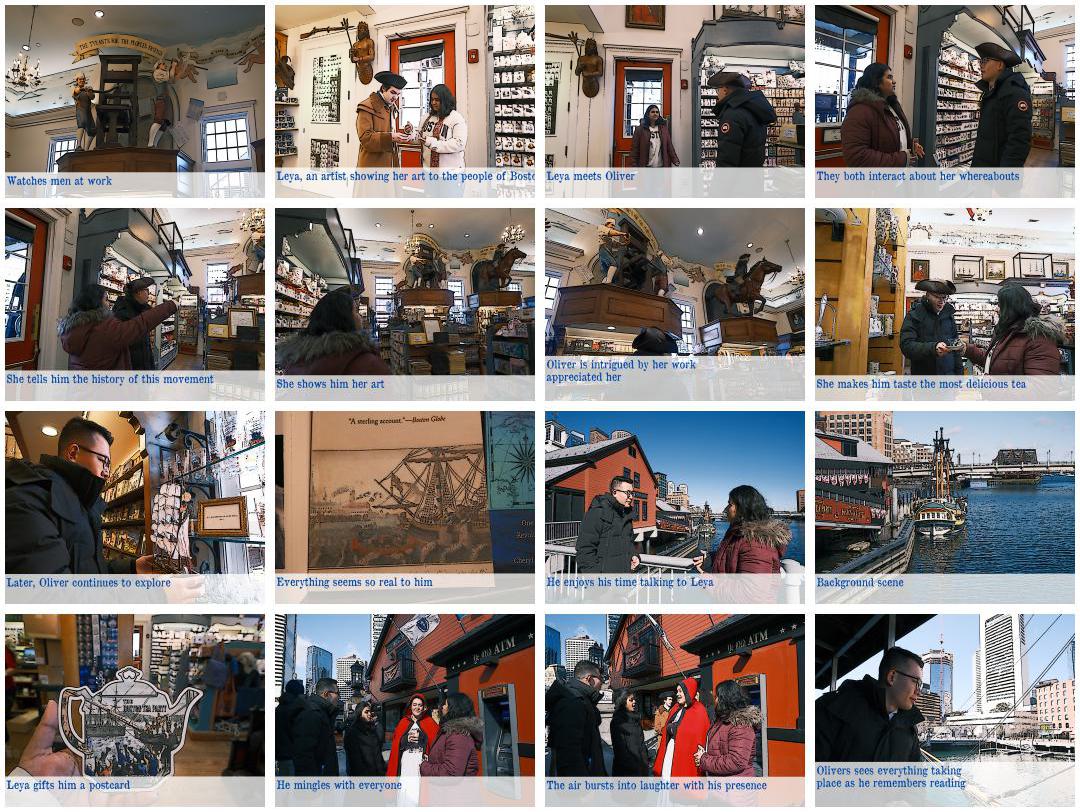 THE TYRANTS FOR THE PEOPLES FRIENDS
Watches men at work
Leya, an artist showing her art to the people of Bosto
Leya meets Oliver
They both interact about her whereabouts
She tells him the history of this movement
She shows him her art
Oliver is intrigued by her work
appreciated her
She makes him taste the most delicious tea
"A sterling account."—Boston Globe
Later, Oliver continues to explore
Everything seems so real to him
He enjoys his time talking to Leya
Background scene
THE
BOSTON TEA PARTY
ATM
ATM
Leya gifts him a postcard
He mingles with everyone
The air bursts into laughter with his presence
Olivers sees everything taking
place as he remembers reading